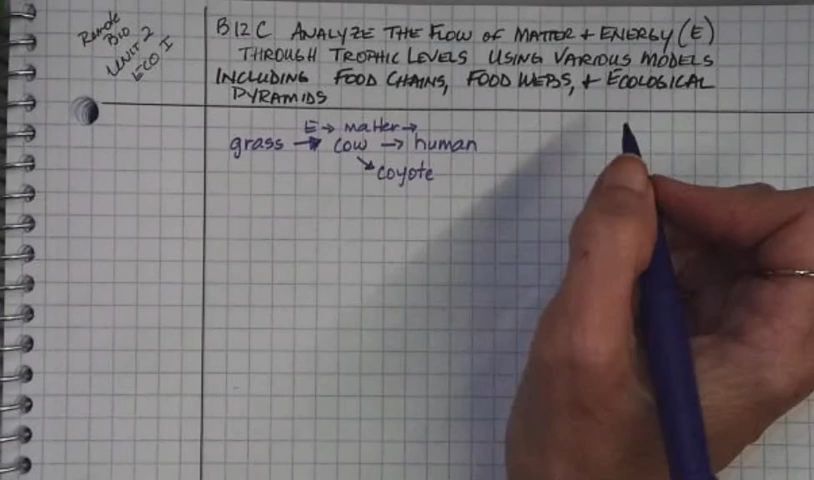 Remote
BIO
UNIT 2
ECO I
B12C ANALYZE THE FLOW OF MATTER + ENERGY (E)
THROUGH TROPHIC LEVELS USING VARIOUS MODELS
INCLUDING FOOD CHAINS, FOOD WEBS, + ECOLOGICAL
PYRAMIDS
E → matter →
grass → cow → human
↘ coyote